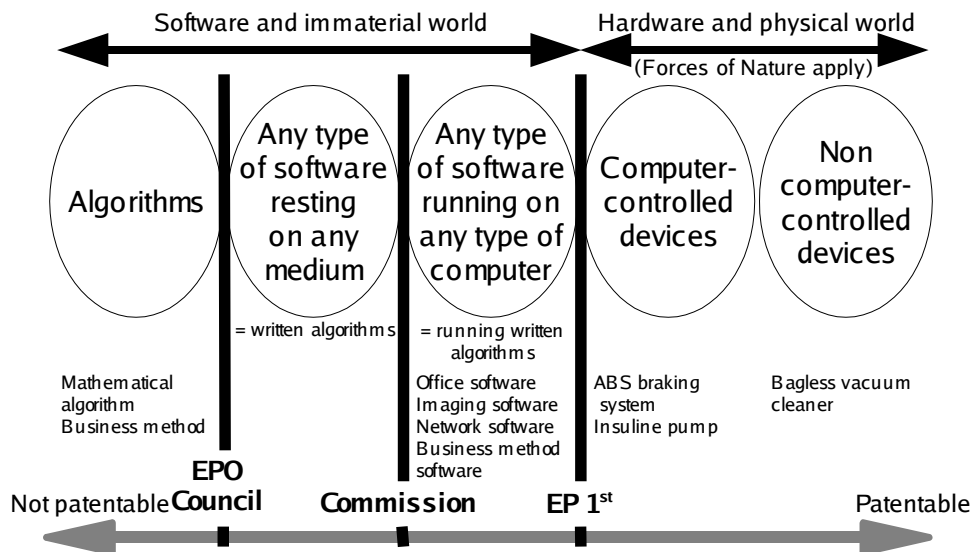 Software and immaterial world
Hardware and physical world
(Forces of Nature apply)
Algorithms
Any type
of software
resting
on any
medium
Any type
of software
running on
any type of
computer
Computer-
controlled
devices
Non
computer-
controlled
devices
= written algorithms
= running written
algorithms
Mathematical
algorithm
Business method
Office software
Imaging software
Network software
Business method
software
ABS braking
system
Insuline pump
Bagless vacuum
cleaner
Not patentable
EPO
Council
Commission
EP 1st
Patentable